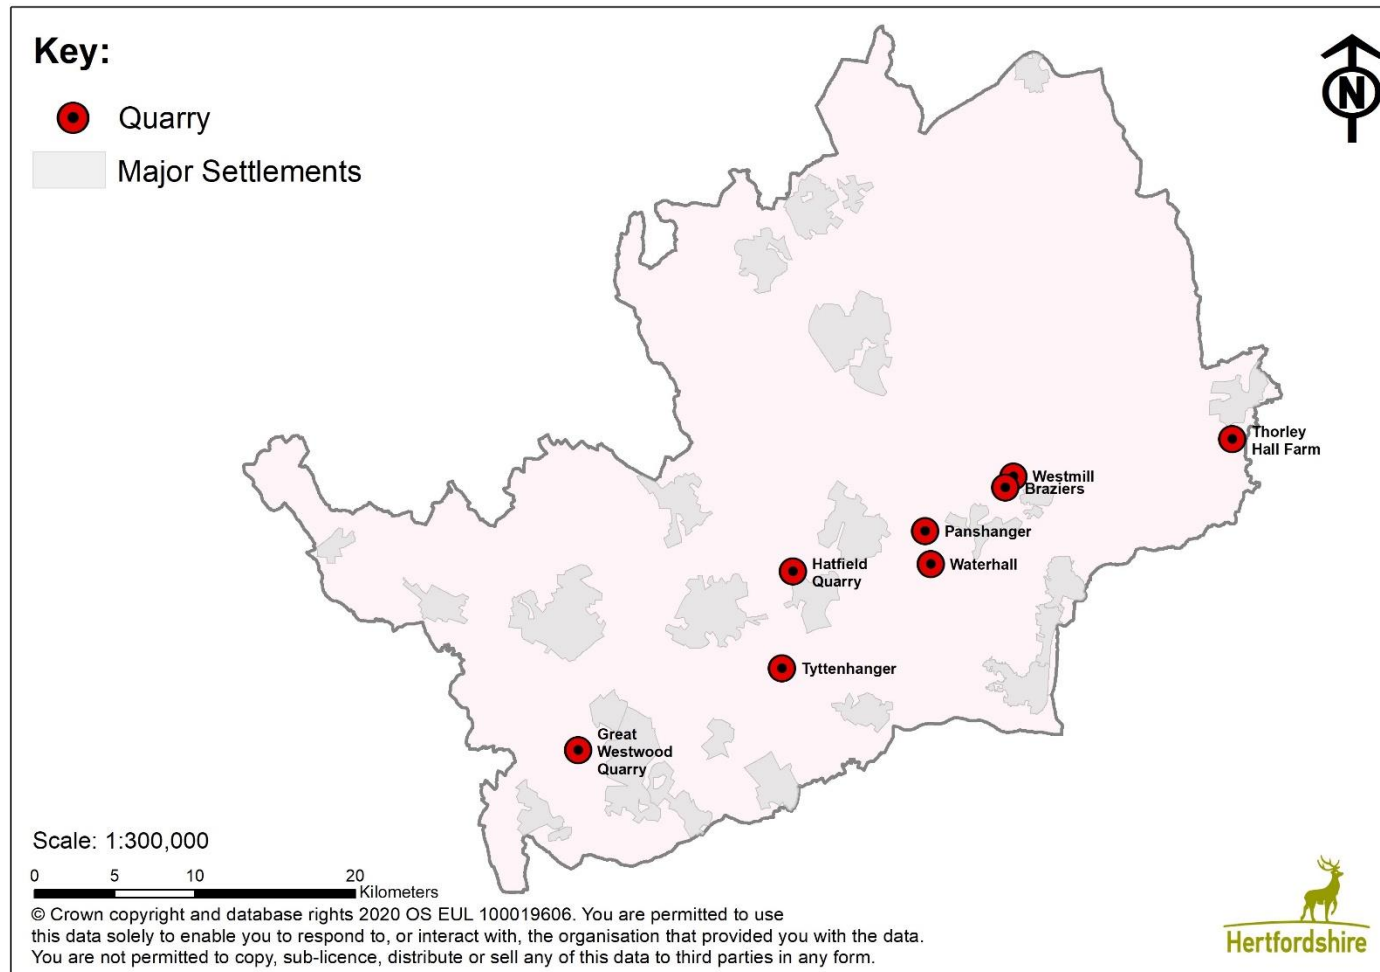 Key:
Quarry
Major Settlements
N
Thorley
Hall Farm
Westmill
Braziers
Panshanger
Waterhall
Hatfield
Quarry
Tyttenhanger
Great
Westwood
Quarry
Scale: 1:300,000
0 5 10 20
Kilometers
© Crown copyright and database rights 2020 OS EUL 100019606. You are permitted to use
this data solely to enable you to respond to, or interact with, the organisation that provided you with the data.
You are not permitted to copy, sub-licence, distribute or sell any of this data to third parties in any form.
Hertfordshire